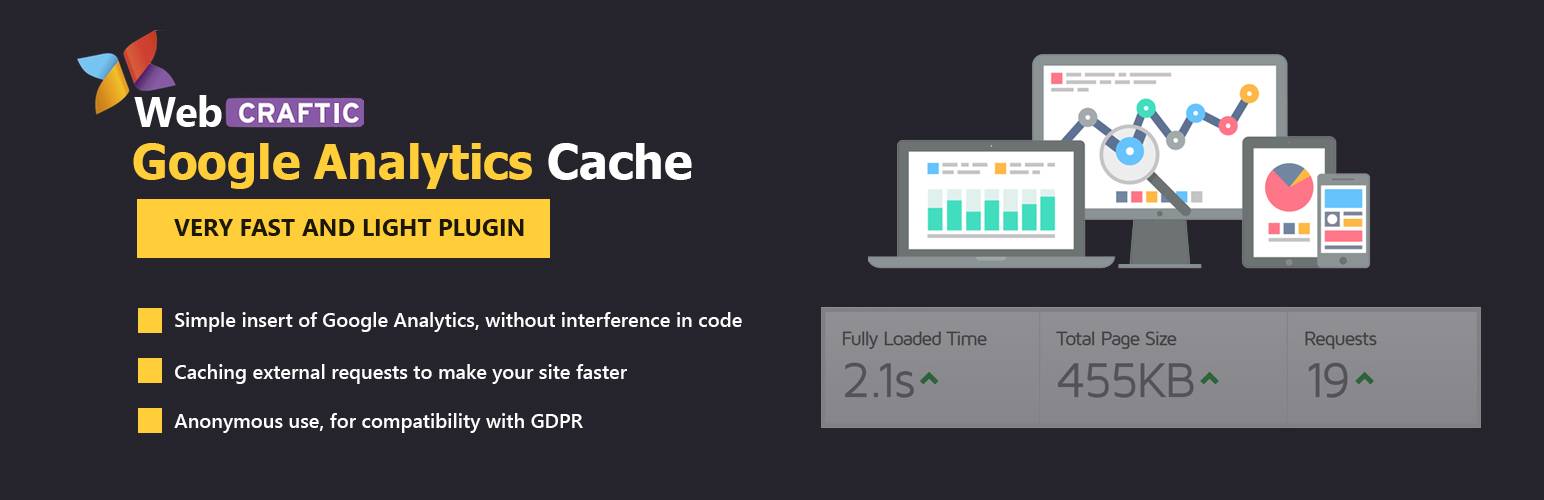 Web CRAFTIC
Google Analytics Cache
VERY FAST AND LIGHT PLUGIN
Simple insert of Google Analytics, without interference in code
Caching external requests to make your site faster
Anonymous use, for compatibility with GDPR
Fully Loaded Time
2.1s
Total Page Size
455KB
Requests
19